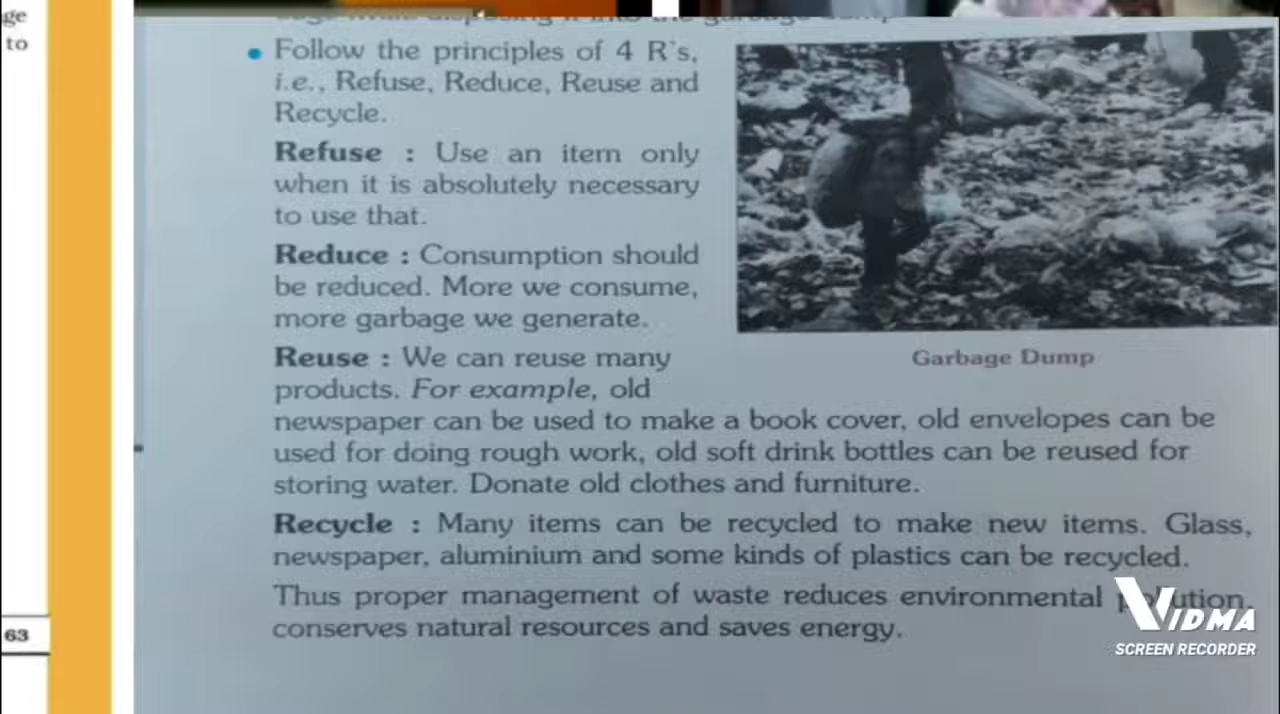 ge
to
63
• Follow the principles of 4 R's,
i.e., Refuse, Reduce, Reuse and
Recycle.
Refuse : Use an item only
when it is absolutely necessary
to use that.
Reduce : Consumption should
be reduced. More we consume,
more garbage we generate.
Reuse : We can reuse many
products. For example, old
newspaper can be used to make a book cover, old envelopes can be
used for doing rough work, old soft drink bottles can be reused for
storing water. Donate old clothes and furniture.
Recycle : Many items can be recycled to make new items. Glass,
newspaper, aluminium and some kinds of plastics can be recycled.
Thus proper management of waste reduces environmental pollution,
conserves natural resources and saves energy.
Garbage Dump
VIDMA
SCREEN RECORDER